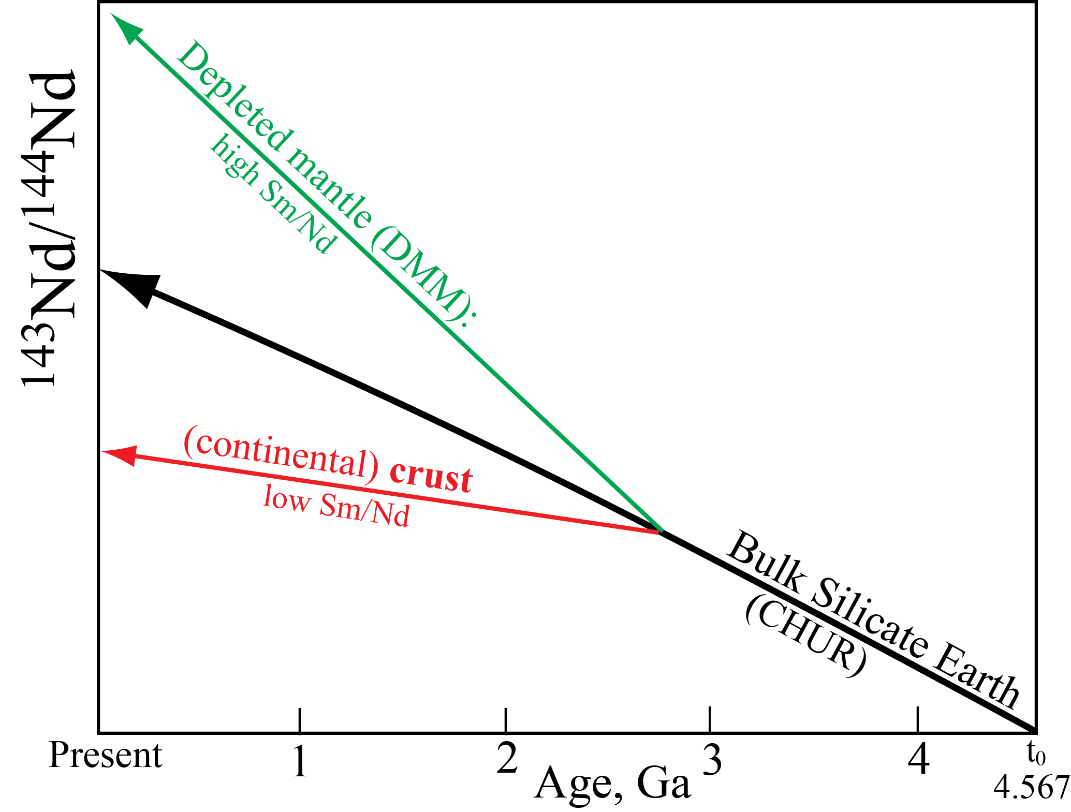 ¹⁴³Nd/¹⁴⁴Nd
Depleted mantle (DMM):
high Sm/Nd
(continental) crust
low Sm/Nd
Bulk Silicate Earth
(CHUR)
Present 1 2 3 4 t₀
4.567
Age, Ga